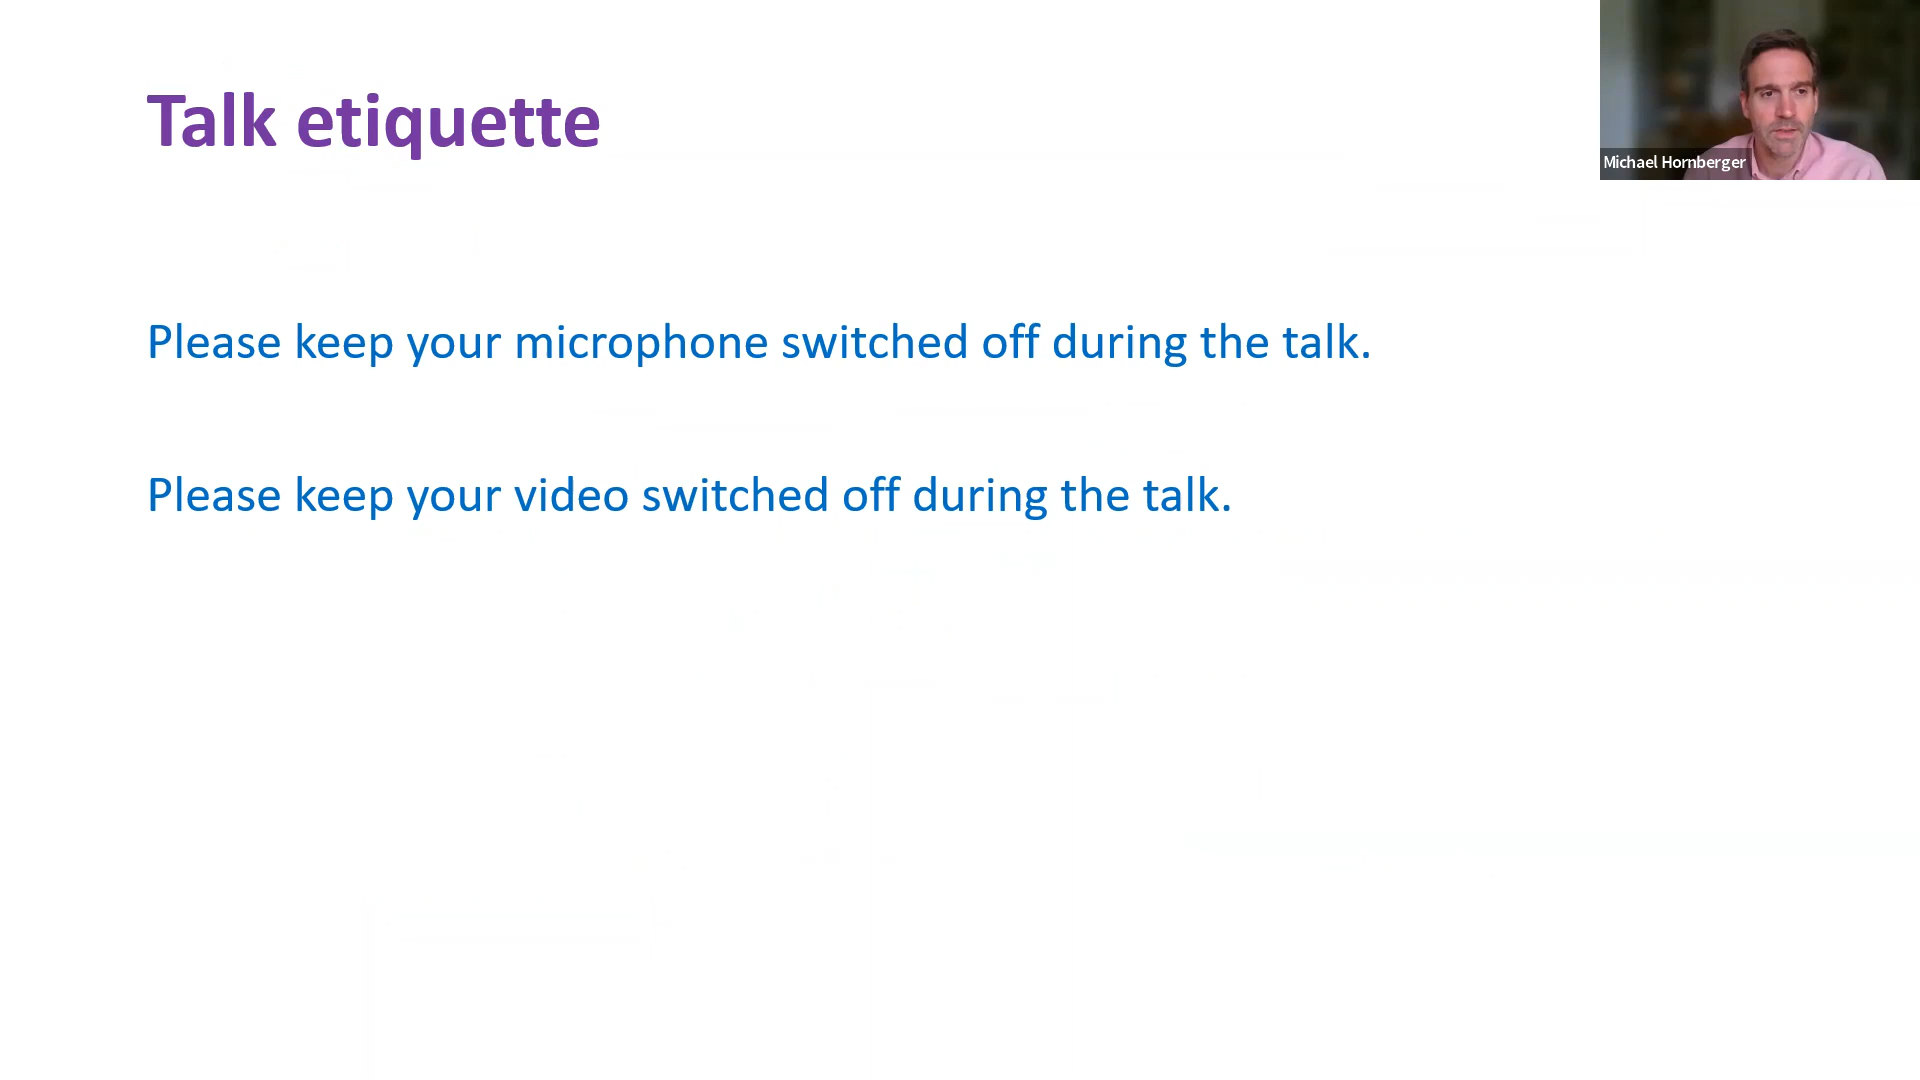 Talk etiquette
Michael Hornberger
Please keep your microphone switched off during the talk.
Please keep your video switched off during the talk.